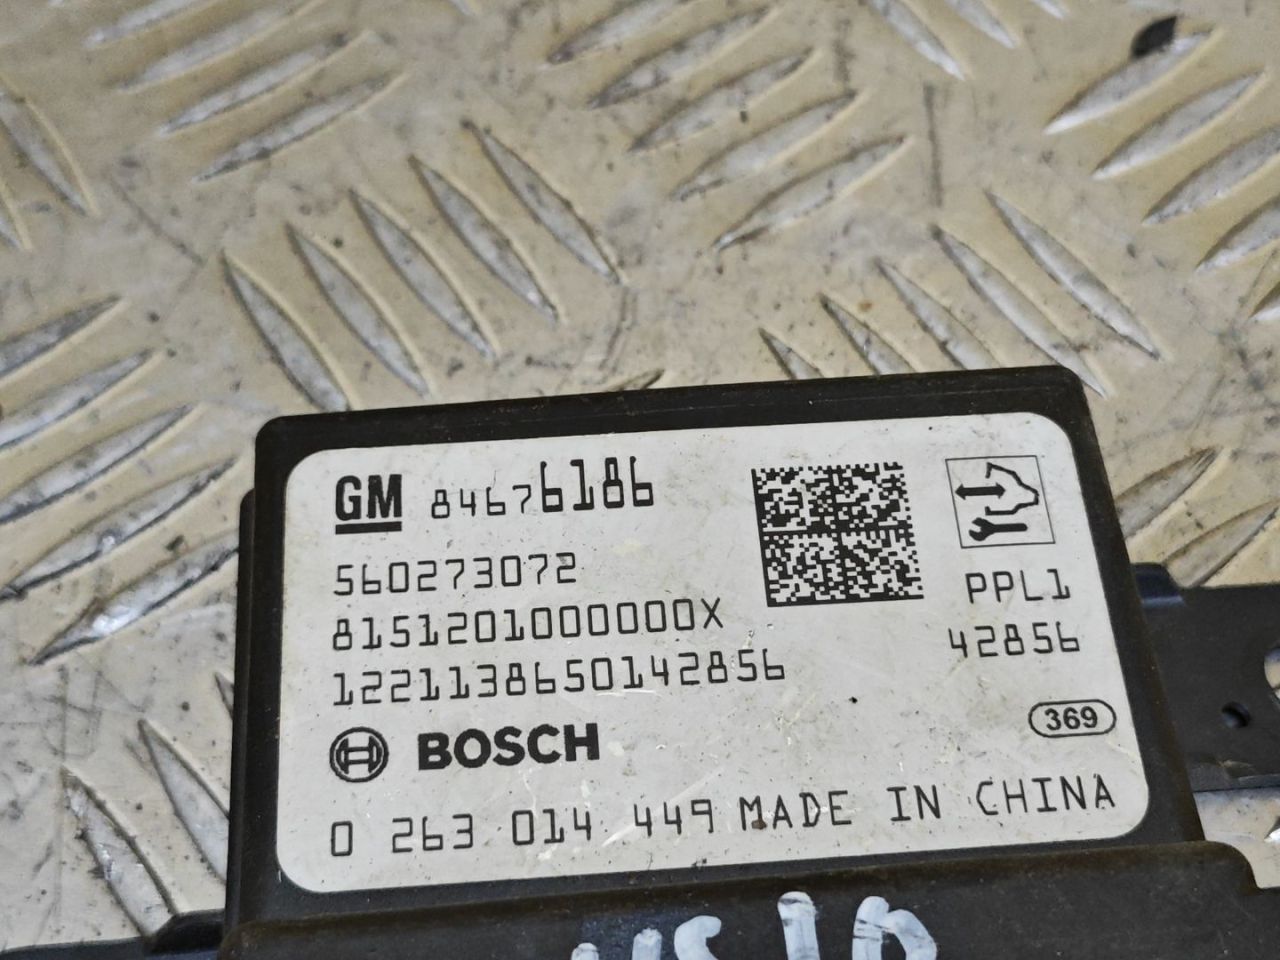 GM 84676186
560273072
8151201000000X
1221138650142856
PPL1
42856
369
BOSCH
0 263 014 449 MADE IN CHINA